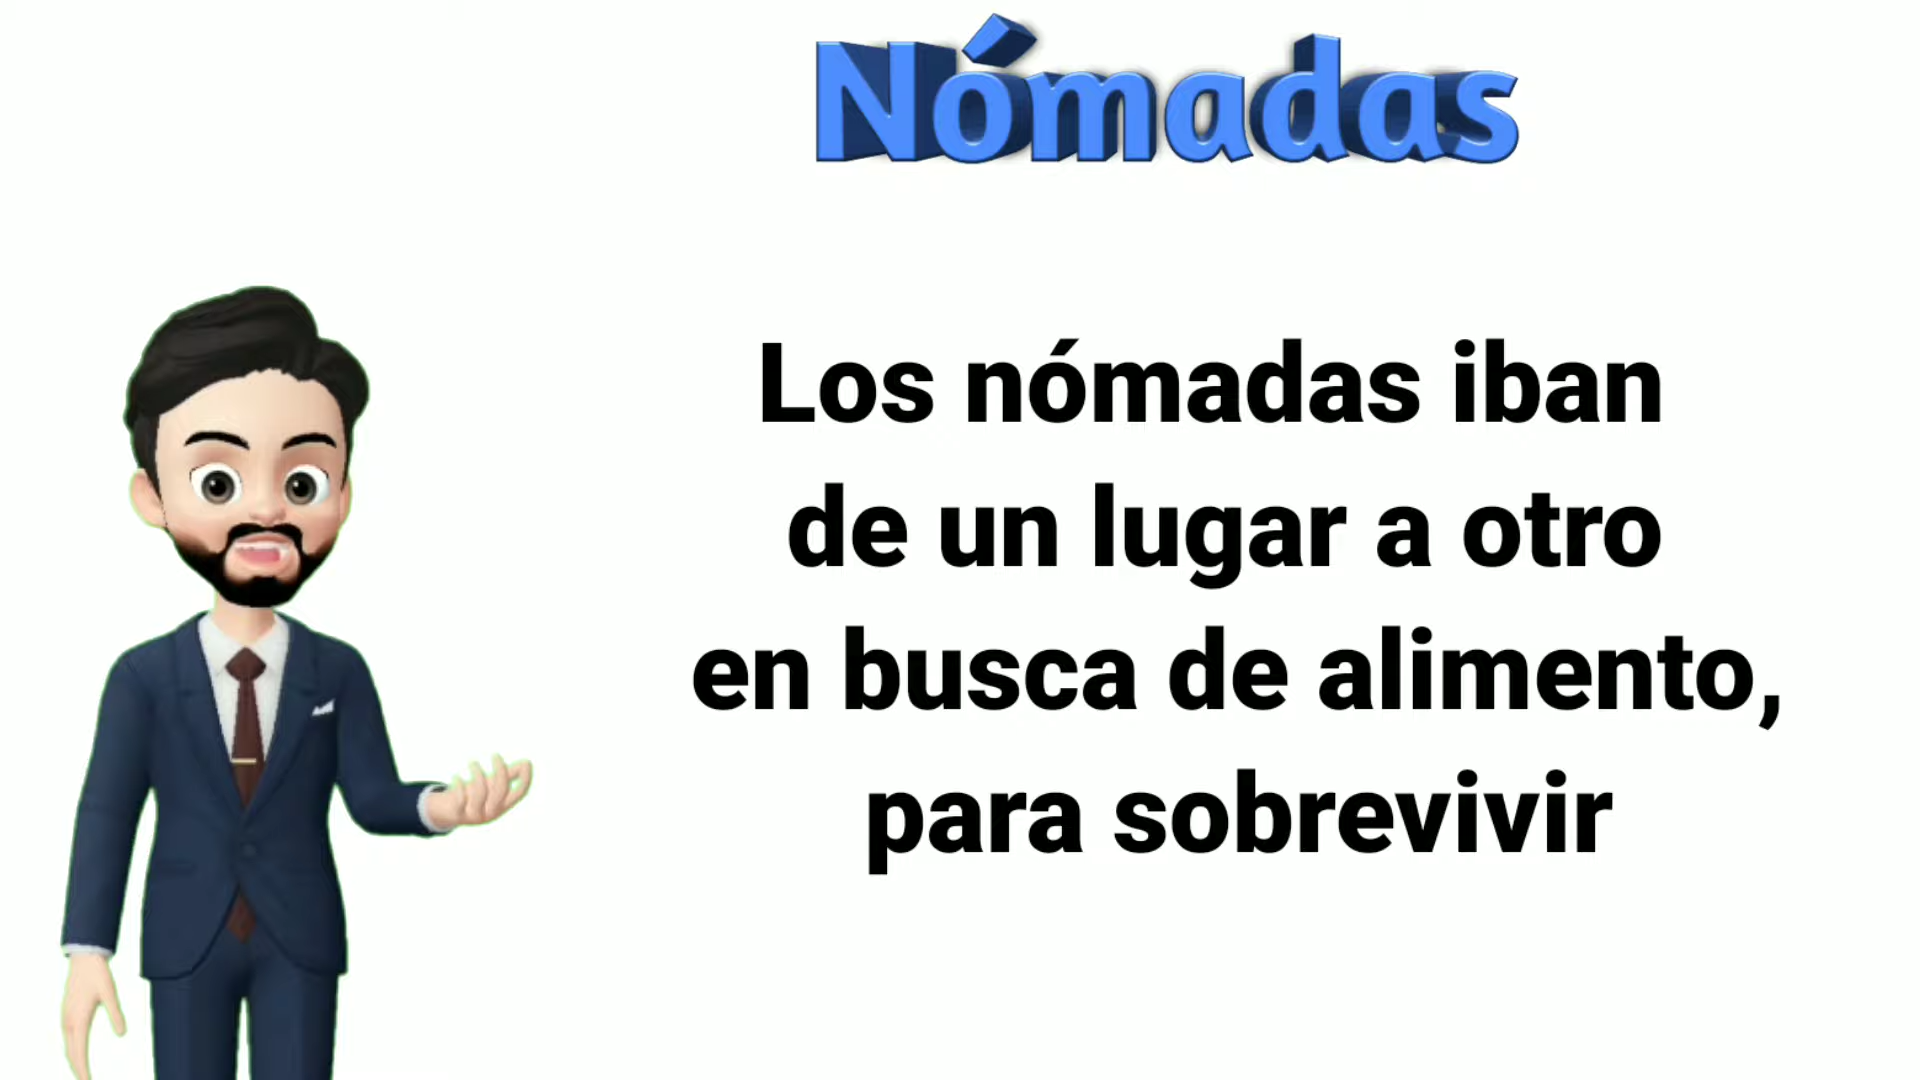 Nómadas
Los nómadas iban
de un lugar a otro
en busca de alimento,
para sobrevivir